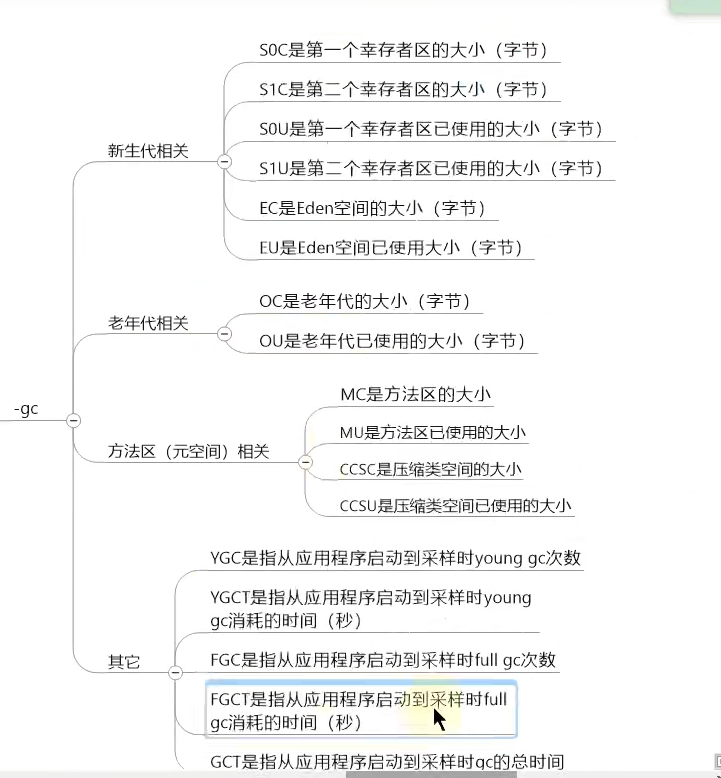 -gc
新生代相关
S0C是第一个幸存者区的大小（字节）
S1C是第二个幸存者区的大小（字节）
S0U是第一个幸存者区已使用的大小（字节）
S1U是第二个幸存者区已使用的大小（字节）
EC是Eden空间的大小（字节）
EU是Eden空间已使用大小（字节）
老年代相关
OC是老年代的大小（字节）
OU是老年代已使用的大小（字节）
方法区（元空间）相关
MC是方法区的大小
MU是方法区已使用的大小
CCSC是压缩类空间的大小
CCSU是压缩类空间已使用的大小
其它
YGC是指从应用程序启动到采样时young gc次数
YGCT是指从应用程序启动到采样时young
gc消耗的时间（秒）
FGC是指从应用程序启动到采样时full gc次数
FGCT是指从应用程序启动到采样时full
gc消耗的时间（秒）
GCT是指从应用程序启动到采样时gc的总时间